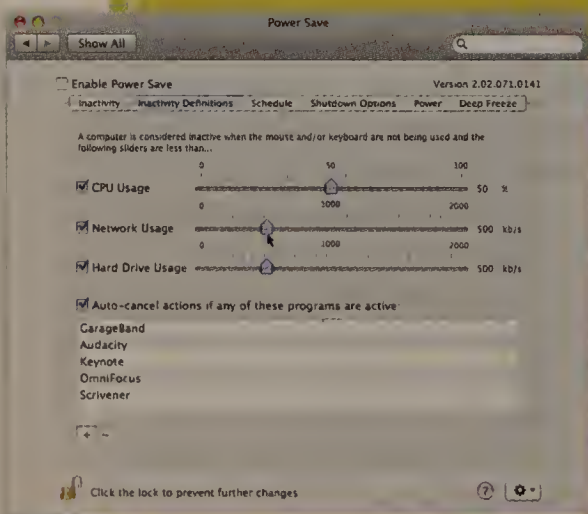 Power Save
Show All
Enable Power Save
Version 2.02.071.0141
Inactivity Inactivity Definitions Schedule Shutdown Options Power Deep Freeze
A computer is considered inactive when the mouse and/or keyboard are not being used and the
following sliders are less than...
0 50 100
CPU Usage 50 %
0 1000 2000
Network Usage 500 kb/s
0 1000 2000
Hard Drive Usage 500 kb/s
Auto-cancel actions if any of these programs are active:
GarageBand
Audacity
Keynote
OmniFocus
Scrivener
+ -
Click the lock to prevent further changes
?